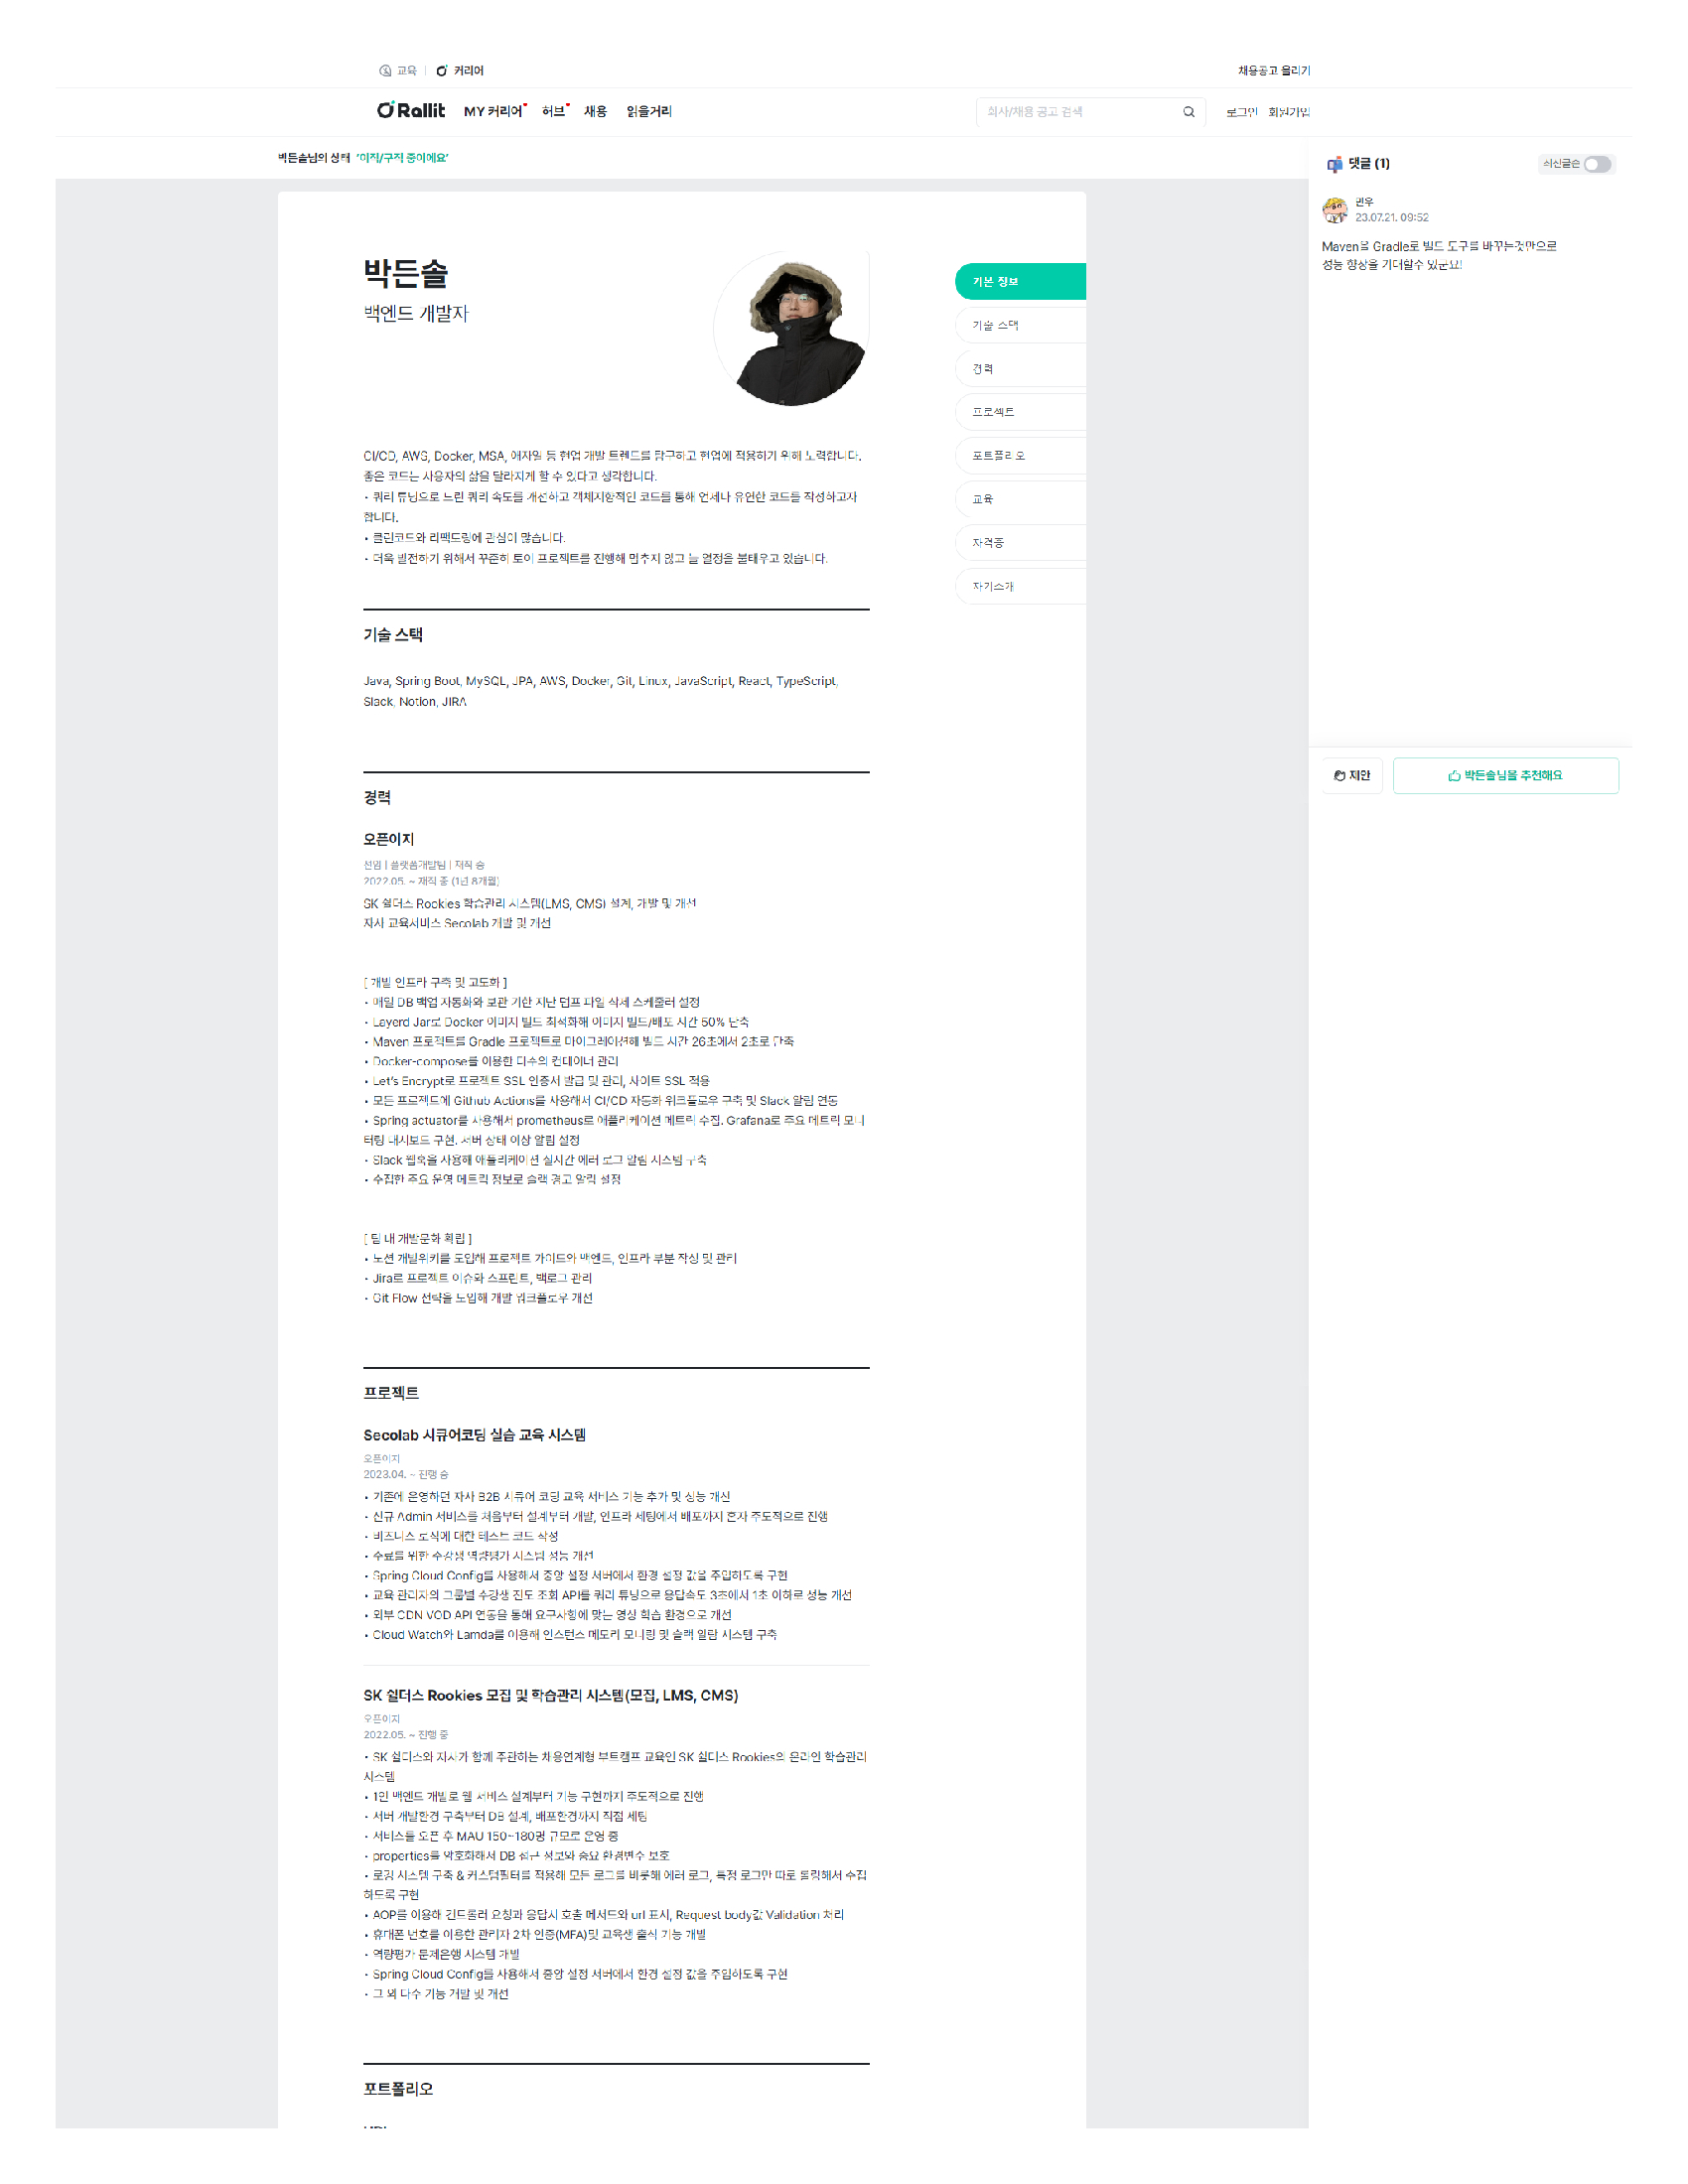 교육
커리어
채용공고 올리기
Rallit
MY 커리어
허브
채용
읽을거리
회사/채용 공고 검색
로그인
회원가입
박든솔님의 상태 '이직/구직 중이에요'
박든솔
백엔드 개발자
CI/CD, AWS, Docker, MSA, 애자일 등 현업 개발 트렌드를 탐구하고 현업에 적용하기 위해 노력합니다.
좋은 코드는 사용자의 삶을 달라지게 할 수 있다고 생각합니다.
• 쿼리 튜닝으로 느린 쿼리 속도를 개선하고 객체지향적인 코드를 통해 언제나 유연한 코드를 작성하고자
합니다.
• 클린코드와 리팩드링에 관심이 많습니다.
• 더욱 발전하기 위해서 꾸준히 토이 프로젝트를 진행해 멈추지 않고 늘 열정을 불태우고 있습니다.
기본 정보
기술 스택
경력
프로젝트
포트폴리오
교육
자격증
자기소개
기술 스택
Java, Spring Boot, MySQL, JPA, AWS, Docker, Git, Linux, JavaScript, React, TypeScript,
Slack, Notion, JIRA
경력
오픈이지
선임 | 플랫폼개발팀 | 재직 중
2022.05. ~ 재직 중 (1년 8개월)
SK 쉴더스 Rookies 학습관리 시스템(LMS, CMS) 설계, 개발 및 개선
자사 교육서비스 Secolab 개발 및 개선
[ 개발 인프라 구축 및 고도화 ]
• 매일 DB 백업 자동화와 보관 기한 지난 덤프 파일 삭제 스케줄러 설정
• Layerd Jar로 Docker 이미지 빌드 최적화해 이미지 빌드/배포 시간 50% 단축
• Maven 프로젝트를 Gradle 프로젝트로 마이그레이션해 빌드 시간 26초에서 2초로 단축
• Docker-compose를 이용한 다수의 컨테이너 관리
• Let's Encrypt로 프로젝트 SSL 인증서 발급 및 관리, 사이트 SSL 적용
• 모든 프로젝트에 Github Actions를 사용해서 CI/CD 자동화 워크플로우 구축 및 Slack 알림 연동
• Spring actuator를 사용해서 prometheus로 애플리케이션 메트릭 수집. Grafana로 주요 메트릭 모니
터링 대시보드 구현. 서버 상태 이상 알림 설정
• Slack 웹훅을 사용해 애플리케이션 실시간 에러 로그 알림 시스템 구축
• 수집한 주요 운영 메트릭 정보로 슬랙 경고 알림 설정
[ 팀 내 개발문화 확립 ]
• 노션 개발위키를 도입해 프로젝트 가이드와 백엔드, 인프라 부분 작성 및 관리
• Jira로 프로젝트 이슈와 스프린트, 백로그 관리
• Git Flow 전략을 도입해 개발 워크플로우 개선
프로젝트
Secolab 시큐어코딩 실습 교육 시스템
오픈이지
2023.04. ~ 진행 중
• 기존에 운영하던 자사 B2B 시큐어 코딩 교육 서비스 기능 추가 및 성능 개선
• 신규 Admin 서비스를 처음부터 설계부터 개발, 인프라 세팅에서 배포까지 혼자 주도적으로 진행
• 비즈니스 로직에 대한 테스트 코드 작성
• 수료를 위한 수강생 역량평가 시스템 성능 개선
• Spring Cloud Config를 사용해서 중앙 설정 서버에서 환경 설정 값을 주입하도록 구현
• 교육 관리자의 그룹별 수강생 진도 조회 API를 쿼리 튜닝으로 응답속도 3초에서 1초 이하로 성능 개선
• 외부 CDN VOD API 연동을 통해 요구사항에 맞는 영상 학습 환경으로 개선
• Cloud Watch와 Lamda를 이용해 인스턴스 메모리 모니링 및 슬랙 알람 시스템 구축
SK 쉴더스 Rookies 모집 및 학습관리 시스템(모집, LMS, CMS)
오픈이지
2022.05. ~ 진행 중
• SK 쉴더스와 자사가 함께 주관하는 채용연계형 부트캠프 교육인 SK 쉴더스 Rookies의 온라인 학습관리
시스템
• 1인 백엔드 개발로 웹 서비스 설계부터 기능 구현까지 주도적으로 진행
• 서버 개발환경 구축부터 DB 설계, 배포환경까지 직접 세팅
• 서비스를 오픈 후 MAU 150~180명 규모로 운영 중
• properties를 암호화해서 DB 접근 정보와 중요 환경변수 보호
• 로깅 시스템 구축 & 커스텀필터를 적용해 모든 로그를 비롯해 에러 로그, 특정 로그만 따로 롤링해서 수집
하도록 구현
• AOP를 이용해 컨트롤러 요청과 응답시 호출 메서드와 url 표시, Request body값 Validation 처리
• 휴대폰 번호를 이용한 관리자 2차 인증(MFA)및 교육생 출석 기능 개발
• 역량평가 문제은행 시스템 개발
• Spring Cloud Config를 사용해서 중앙 설정 서버에서 환경 설정 값을 주입하도록 구현
• 그 외 다수 기능 개발 및 개선
포트폴리오
댓글 (1)
최신글순
빈우
23.07.21. 09:52
Maven을 Gradle로 빌드 도구를 바꾸는것만으로
성능 향상을 기대할수 있군요!
제안
박든솔님을 추천해요